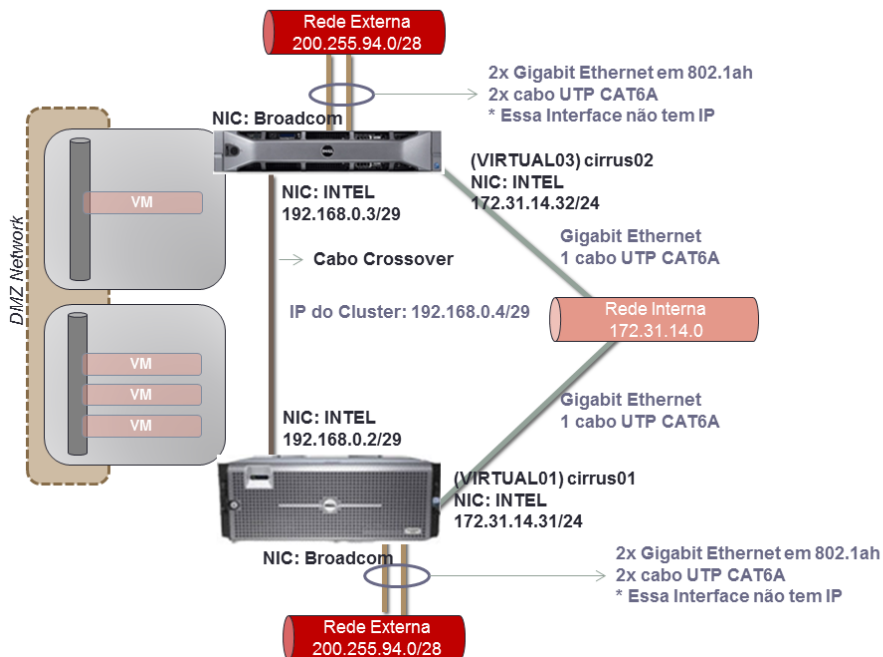 Rede Externa
200.255.94.0/28
2x Gigabit Ethernet em 802.1ah
2x cabo UTP CAT6A
* Essa Interface não tem IP
NIC: Broadcom
(VIRTUAL03) cirrus02
NIC: INTEL
172.31.14.32/24
NIC: INTEL
192.168.0.3/29
VM
Gigabit Ethernet
1 cabo UTP CAT6A
Cabo Crossover
DMZ Network
IP do Cluster: 192.168.0.4/29
Rede Interna
172.31.14.0
VM
VM
VM
Gigabit Ethernet
1 cabo UTP CAT6A
NIC: INTEL
192.168.0.2/29
(VIRTUAL01) cirrus01
NIC: INTEL
172.31.14.31/24
NIC: Broadcom
2x Gigabit Ethernet em 802.1ah
2x cabo UTP CAT6A
* Essa Interface não tem IP
Rede Externa
200.255.94.0/28